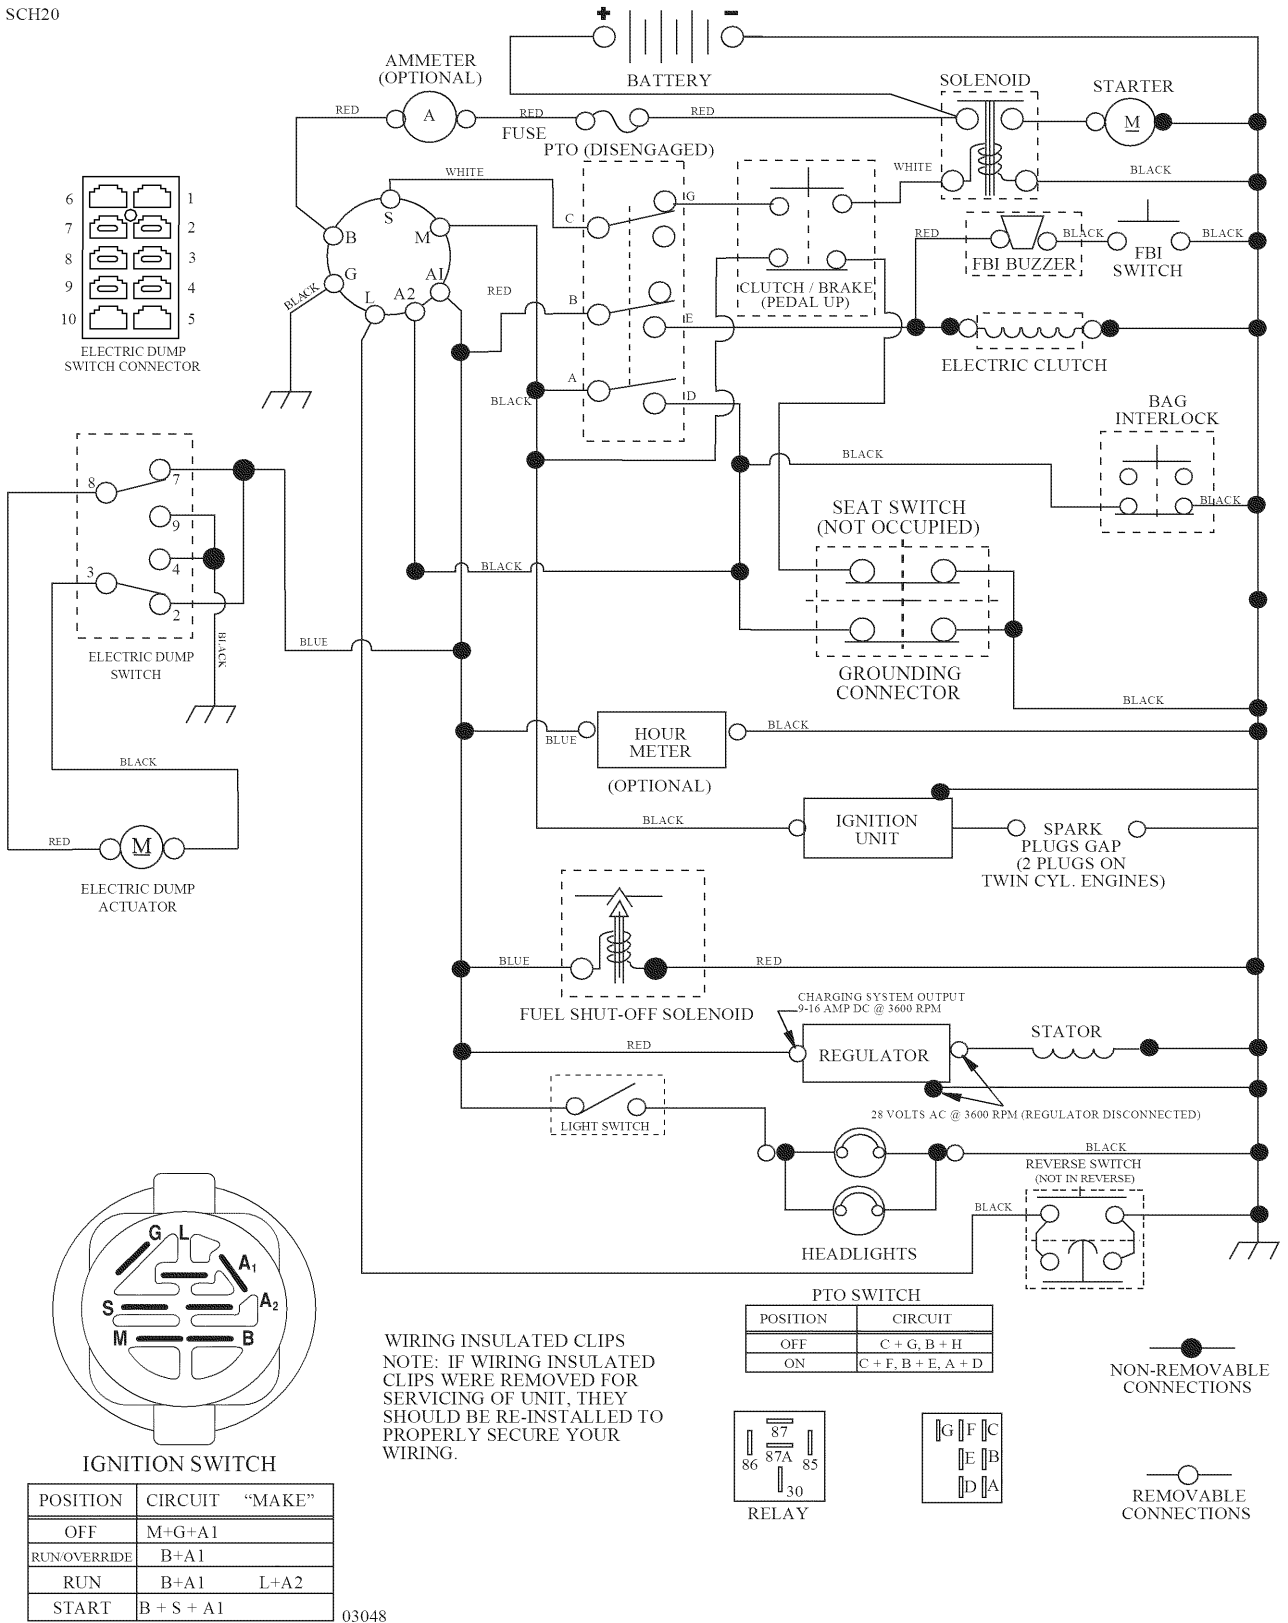 SCH20
+
−
BATTERY
AMMETER
(OPTIONAL)
A
RED
RED
FUSE
RED
PTO (DISENGAGED)
SOLENOID
STARTER
M
WHITE
WHITE
BLACK
6
7
8
9
10
1
2
3
4
5
ELECTRIC DUMP
SWITCH CONNECTOR
S
B
M
G
A1
L
A2
BLACK
RED
C
G
B
E
A
D
BLACK
CLUTCH / BRAKE
(PEDAL UP)
RED
BLACK
BLACK
FBI BUZZER
FBI
SWITCH
ELECTRIC CLUTCH
BAG
INTERLOCK
BLACK
BLACK
SEAT SWITCH
(NOT OCCUPIED)
GROUNDING
CONNECTOR
BLACK
BLACK
8
7
9
4
3
2
BLACK
ELECTRIC DUMP
SWITCH
BLUE
BLACK
RED
M
ELECTRIC DUMP
ACTUATOR
BLUE
HOUR
METER
(OPTIONAL)
BLACK
BLACK
IGNITION
UNIT
SPARK
PLUGS GAP
(2 PLUGS ON
TWIN CYL. ENGINES)
BLUE
RED
FUEL SHUT-OFF SOLENOID
CHARGING SYSTEM OUTPUT
9-16 AMP DC @ 3600 RPM
RED
REGULATOR
STATOR
28 VOLTS AC @ 3600 RPM (REGULATOR DISCONNECTED)
LIGHT SWITCH
BLACK
REVERSE SWITCH
(NOT IN REVERSE)
BLACK
HEADLIGHTS
G
L
A1
S
A2
M
B
IGNITION SWITCH
POSITION CIRCUIT "MAKE"
OFF M+G+A1
RUN/OVERRIDE B+A1
RUN B+A1 L+A2
START B + S + A1
03048
WIRING INSULATED CLIPS
NOTE: IF WIRING INSULATED
CLIPS WERE REMOVED FOR
SERVICING OF UNIT, THEY
SHOULD BE RE-INSTALLED TO
PROPERLY SECURE YOUR
WIRING.
PTO SWITCH
POSITION CIRCUIT
OFF C + G, B + H
ON C + F, B + E, A + D
87
86 87A 85
30
RELAY
G F C
E B
D A
NON-REMOVABLE
CONNECTIONS
REMOVABLE
CONNECTIONS